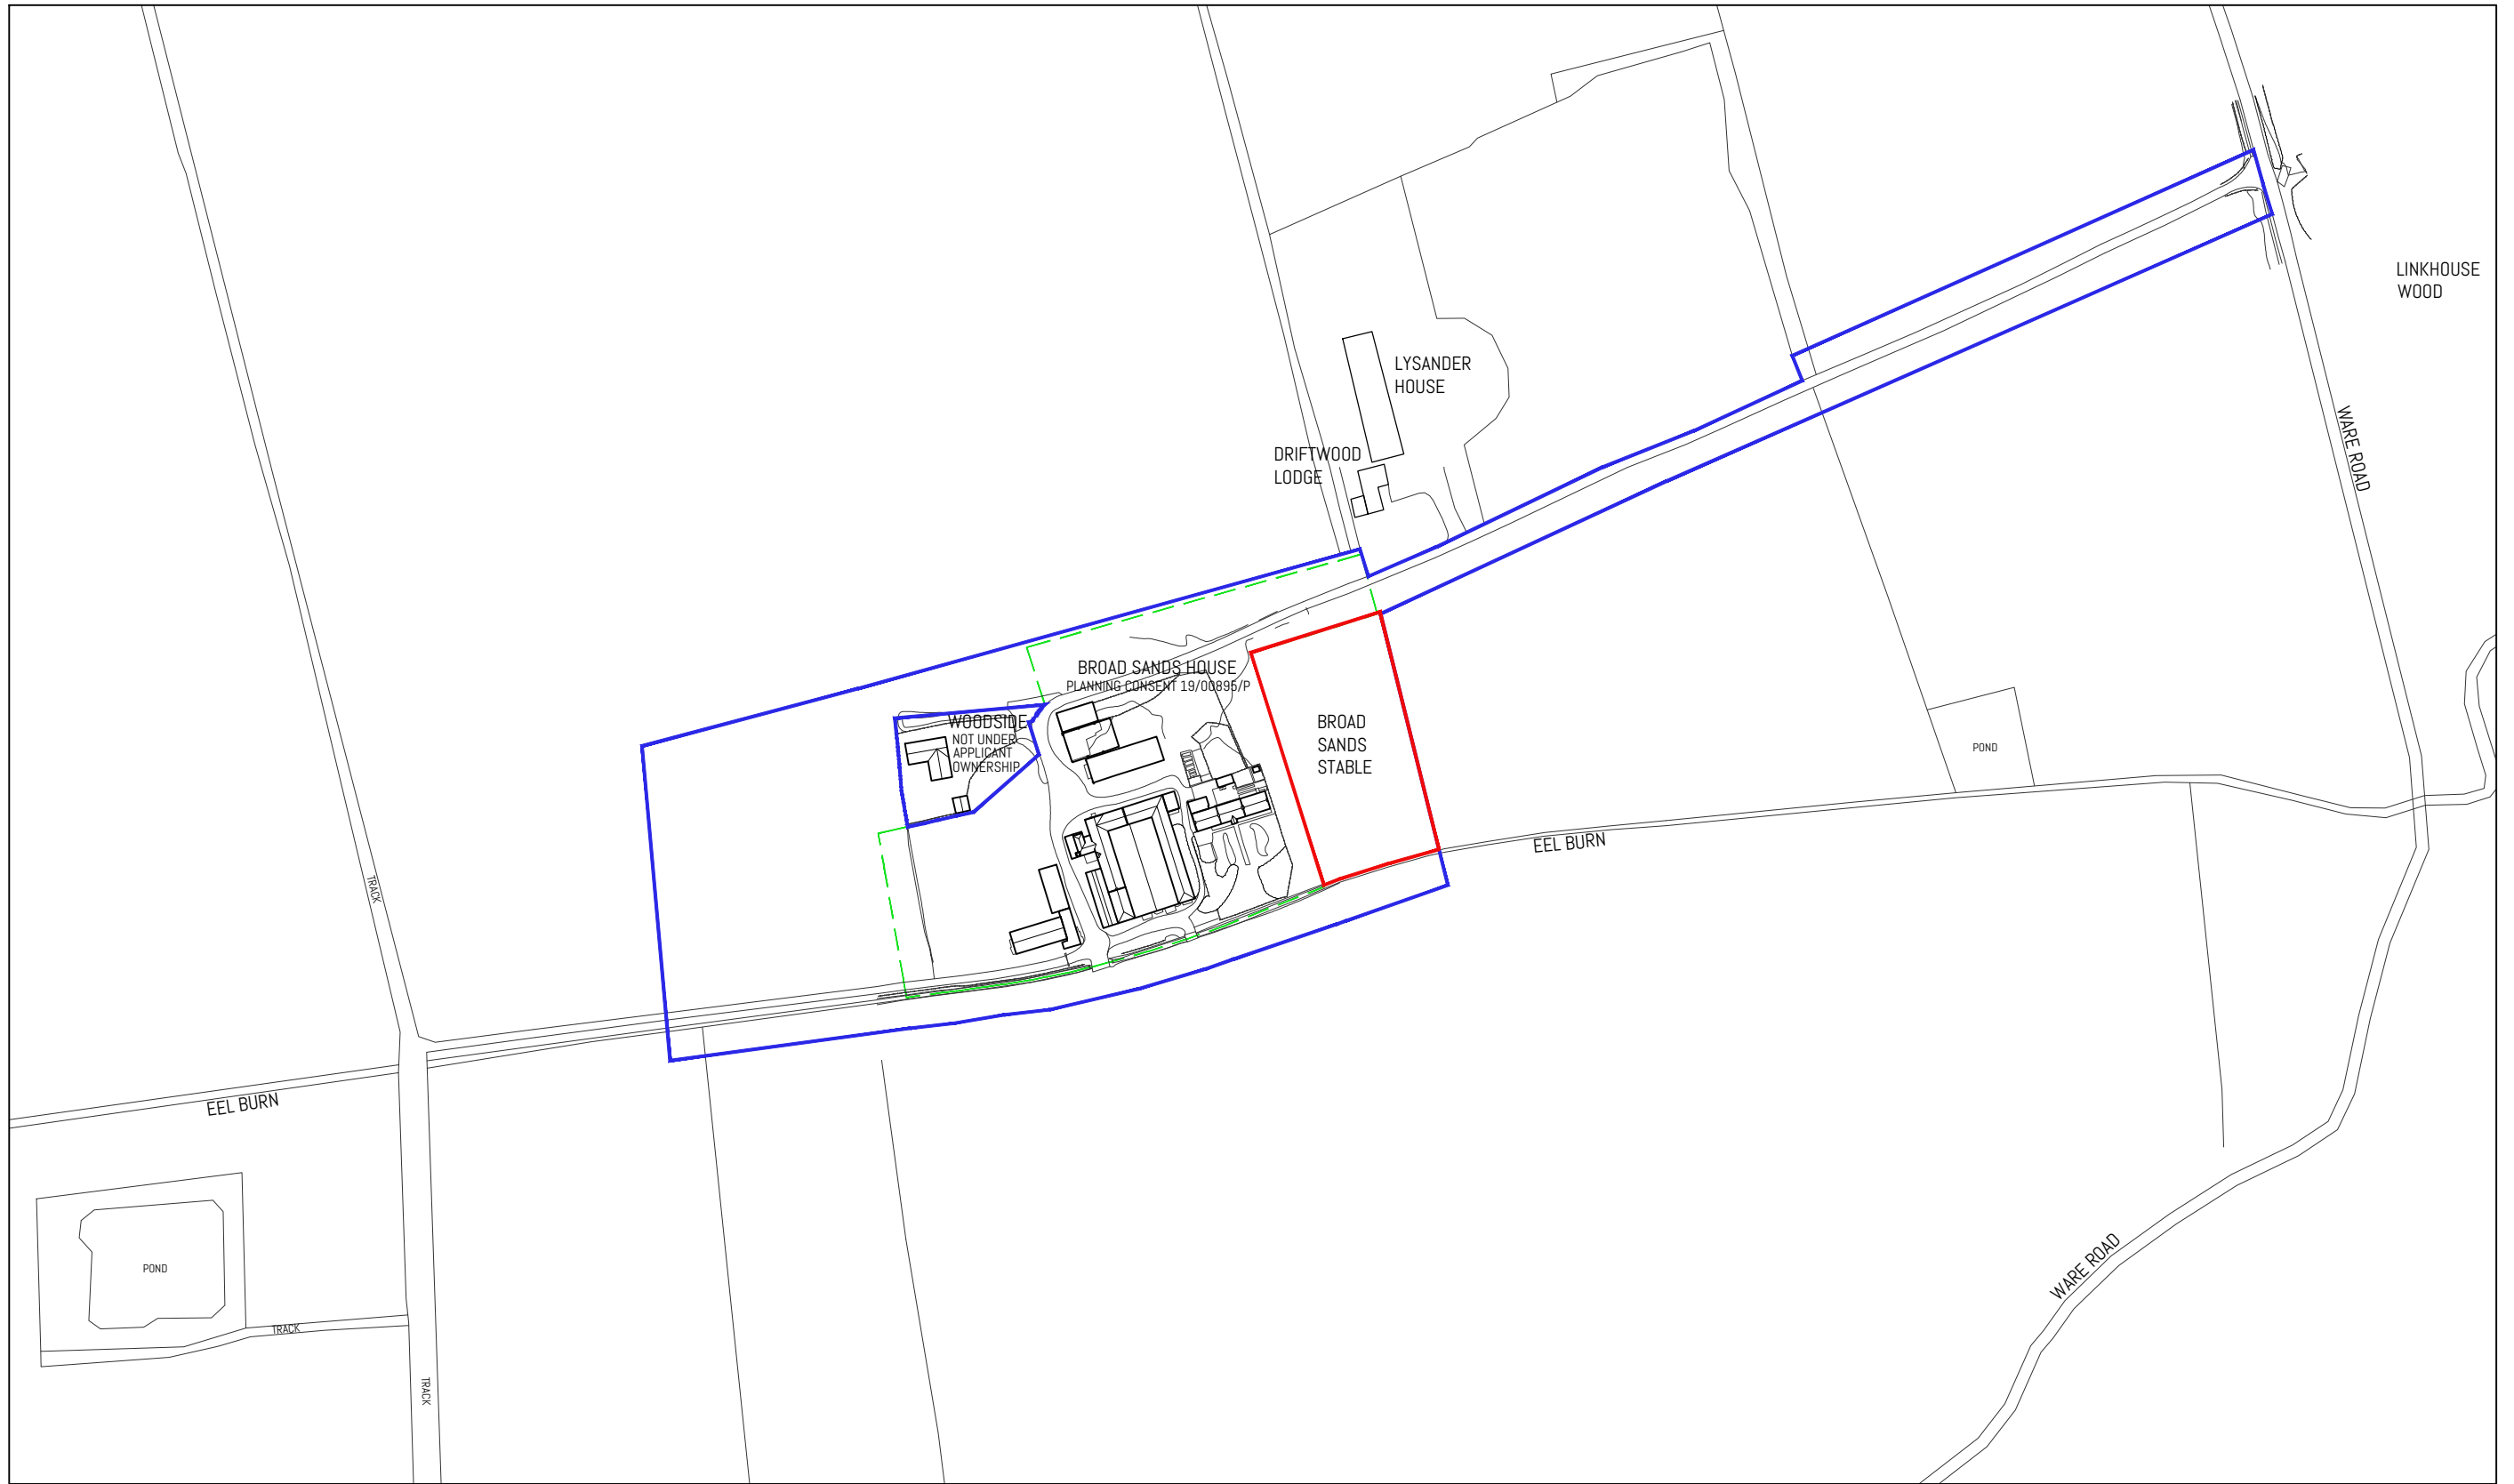 LINKHOUSE
WOOD
LYSANDER
HOUSE
WARE ROAD
DRIFTWOOD
LODGE
BROAD SANDS HOUSE
PLANNING CONSENT 19/00895/P
WOODSIDE
NOT UNDER
APPLICANT
OWNERSHIP
BROAD
SANDS
STABLE
POND
EEL BURN
TRACK
EEL BURN
POND
TRACK
TRACK
WARE ROAD